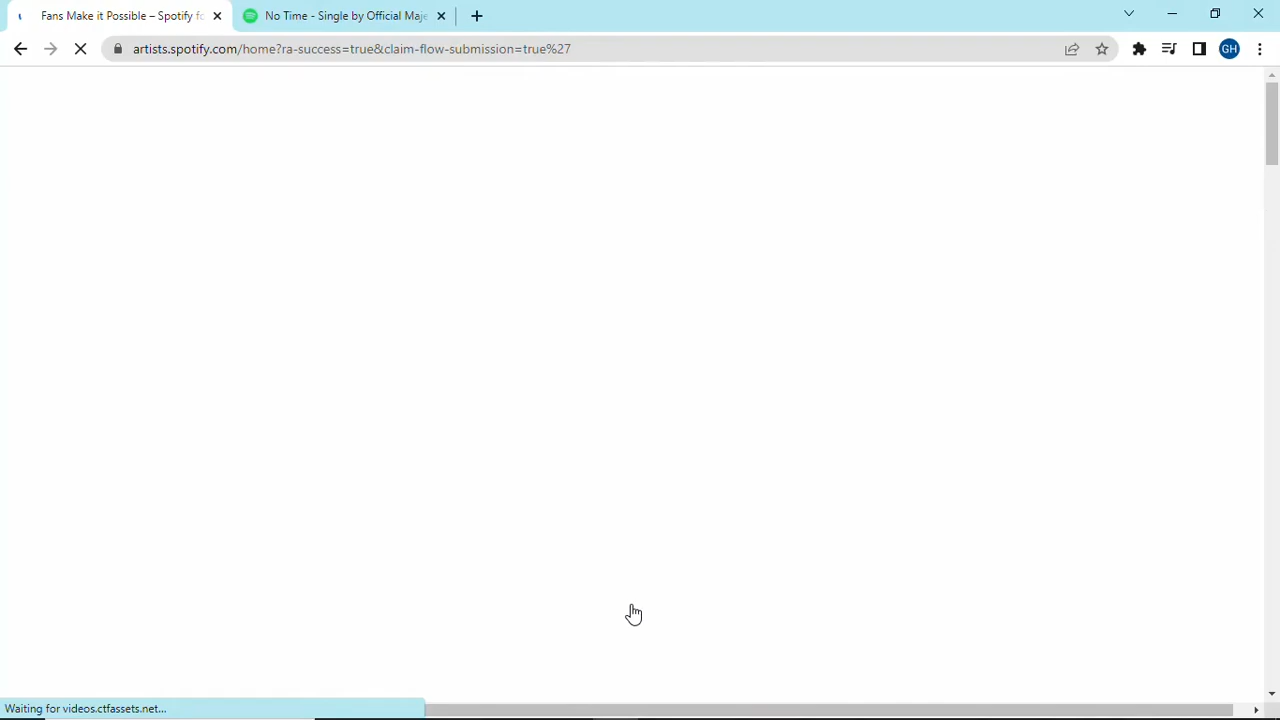 Fans Make it Possible – Spotify fo
No Time - Single by Official Maje
artists.spotify.com/home?ra-success=true&claim-flow-submission=true%27
GH
Waiting for videos.ctfassets.net...